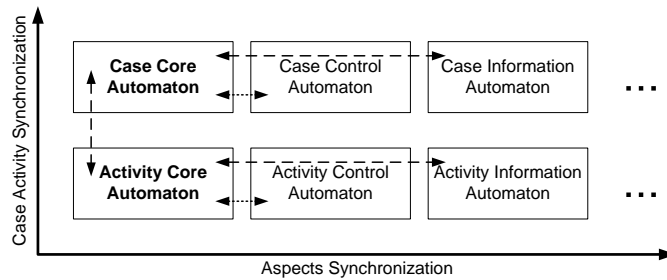 Case Activity Synchronization
Case Core
Automaton
Case Control
Automaton
Case Information
Automaton
...
Activity Core
Automaton
Activity Control
Automaton
Activity Information
Automaton
...
Aspects Synchronization